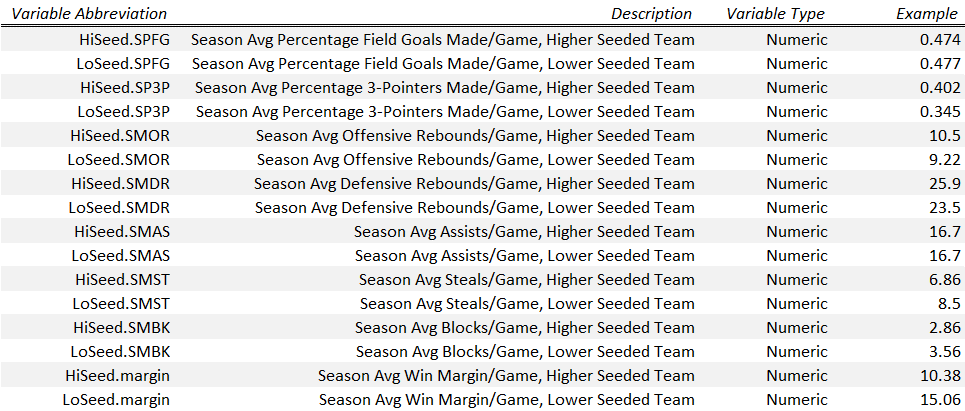 Variable Abbreviation Description Variable Type Example
HiSeed.SPFG Season Avg Percentage Field Goals Made/Game, Higher Seeded Team Numeric 0.474
LoSeed.SPFG Season Avg Percentage Field Goals Made/Game, Lower Seeded Team Numeric 0.477
HiSeed.SP3P Season Avg Percentage 3-Pointers Made/Game, Higher Seeded Team Numeric 0.402
LoSeed.SP3P Season Avg Percentage 3-Pointers Made/Game, Lower Seeded Team Numeric 0.345
HiSeed.SMOR Season Avg Offensive Rebounds/Game, Higher Seeded Team Numeric 10.5
LoSeed.SMOR Season Avg Offensive Rebounds/Game, Lower Seeded Team Numeric 9.22
HiSeed.SMDR Season Avg Defensive Rebounds/Game, Higher Seeded Team Numeric 25.9
LoSeed.SMDR Season Avg Defensive Rebounds/Game, Lower Seeded Team Numeric 23.5
HiSeed.SMAS Season Avg Assists/Game, Higher Seeded Team Numeric 16.7
LoSeed.SMAS Season Avg Assists/Game, Lower Seeded Team Numeric 16.7
HiSeed.SMST Season Avg Steals/Game, Higher Seeded Team Numeric 6.86
LoSeed.SMST Season Avg Steals/Game, Lower Seeded Team Numeric 8.5
HiSeed.SMBK Season Avg Blocks/Game, Higher Seeded Team Numeric 2.86
LoSeed.SMBK Season Avg Blocks/Game, Lower Seeded Team Numeric 3.56
HiSeed.margin Season Avg Win Margin/Game, Higher Seeded Team Numeric 10.38
LoSeed.margin Season Avg Win Margin/Game, Lower Seeded Team Numeric 15.06